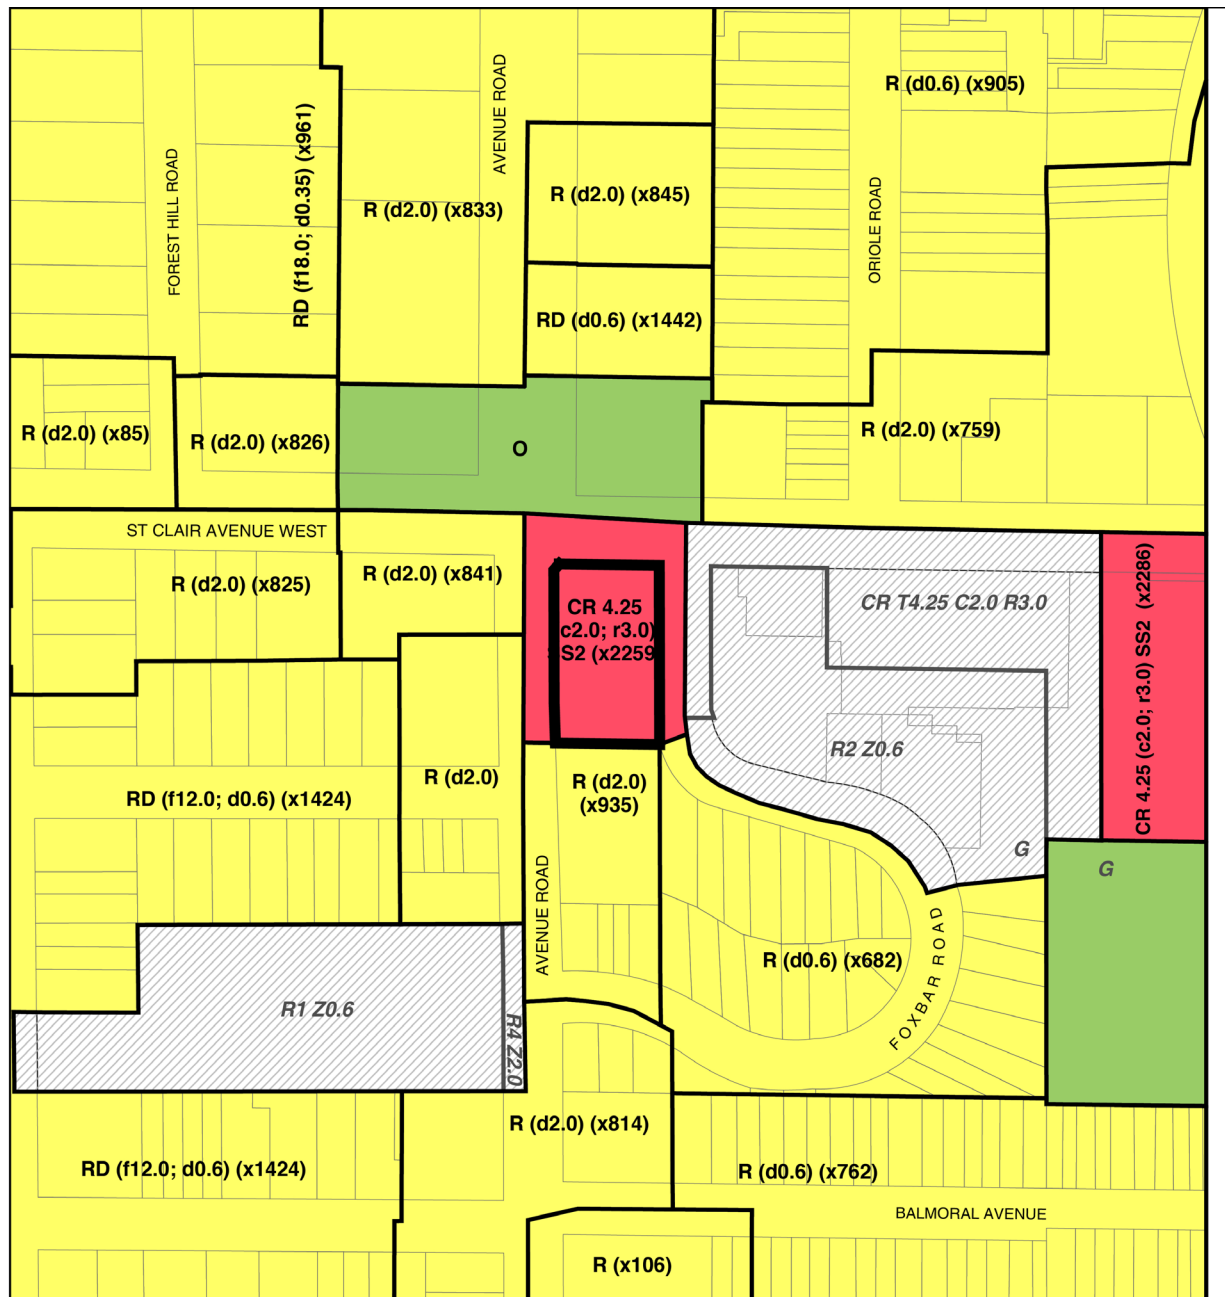 R (d0.6) (x905)
AVENUE ROAD
RD (f18.0; d0.35) (x961)
FOREST HILL ROAD
R (d2.0) (x845)
R (d2.0) (x833)
ORIOLE ROAD
RD (d0.6) (x1442)
R (d2.0) (x85)
R (d2.0) (x826)
O
R (d2.0) (x759)
ST CLAIR AVENUE WEST
R (d2.0) (x825)
R (d2.0) (x841)
CR 4.25
c2.0; r3.0)
SS2 (x2259
CR T4.25 C2.0 R3.0
CR 4.25 (c2.0; r3.0) SS2 (x2286)
R2 Z0.6
R (d2.0)
R (d2.0)
(x935)
RD (f12.0; d0.6) (x1424)
G
G
AVENUE ROAD
R (d0.6) (x682)
FOXBAR ROAD
R1 Z0.6
R4 Z2.0
R (d2.0) (x814)
RD (f12.0; d0.6) (x1424)
R (d0.6) (x762)
BALMORAL AVENUE
R (x106)